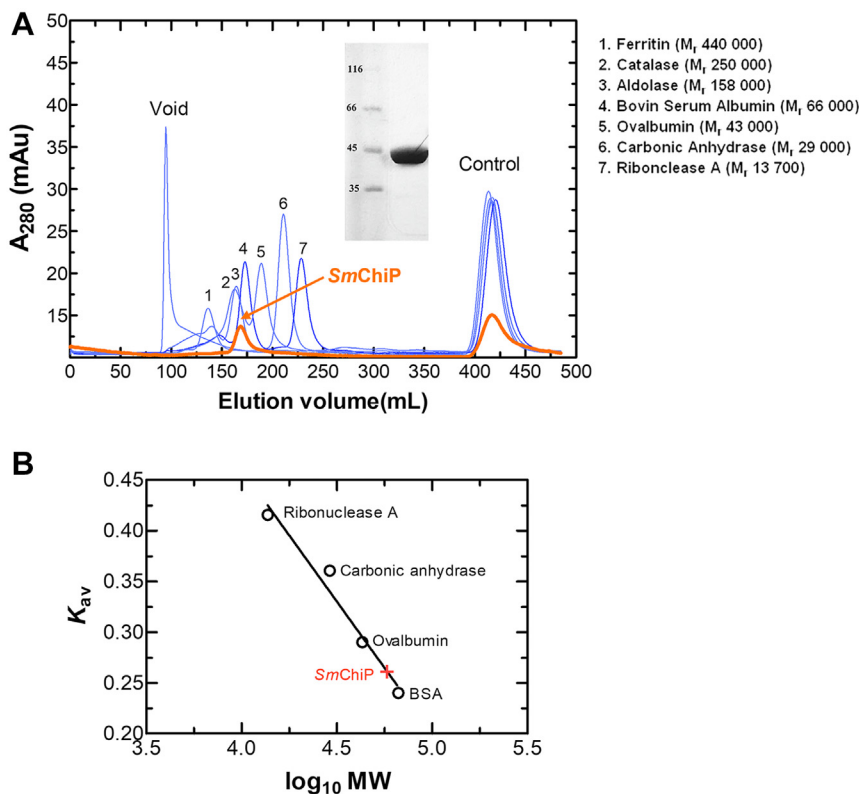 A
50
45
40
35
30
25
20
15
A280 (mAu)
Void
116
66
45
35
Control
1
2
3
4
5
6
7
SmChiP
0 50 100 150 200 250 300 350 400 450 500
Elution volume(mL)
1. Ferritin (Mr 440 000)
2. Catalase (Mr 250 000)
3. Aldolase (Mr 158 000)
4. Bovin Serum Albumin (Mr 66 000)
5. Ovalbumin (Mr 43 000)
6. Carbonic Anhydrase (Mr 29 000)
7. Ribonclease A (Mr 13 700)
B
0.45
0.40
0.35
0.30
0.25
0.20
Kav
Ribonuclease A
Carbonic anhydrase
Ovalbumin
SmChiP
BSA
3.5 4.0 4.5 5.0 5.5
log10 MW